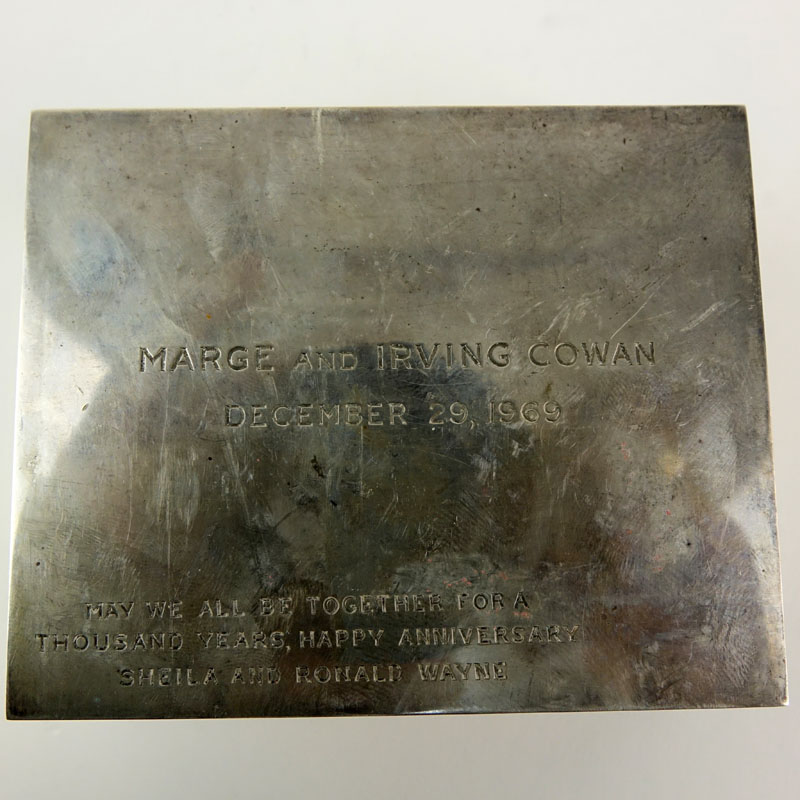 MARGE AND IRVING COWAN
DECEMBER 29, 1969
MAY WE ALL BE TOGETHER FOR A
THOUSAND YEARS, HAPPY ANNIVERSARY
SHEILA AND RONALD WAYNE